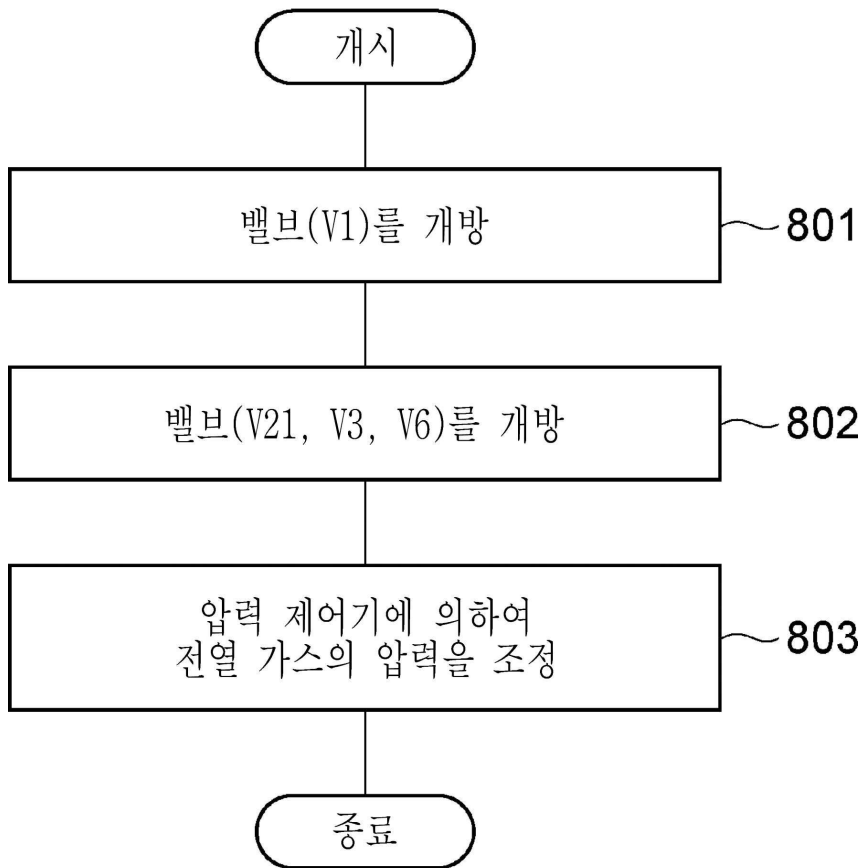 개시
밸브(V1)를 개방
801
밸브(V21, V3, V6)를 개방
802
압력 제어기에 의하여
전열 가스의 압력을 조정
803
종료